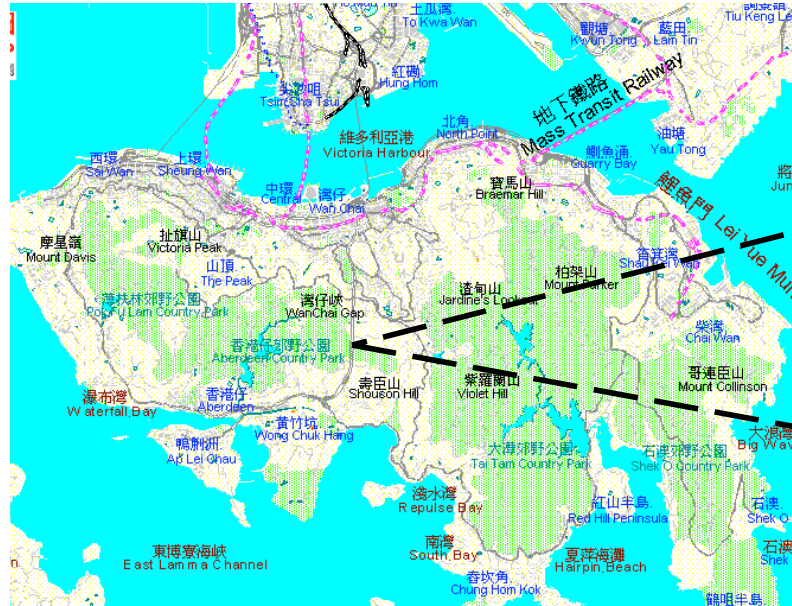 土瓜灣
To Kwa Wan
觀塘
Kwun Tong
藍田
Lam Tin
Tiu Keng Le
尖沙咀
Tsim Sha Tsui
紅磡
Hung Hom
地下鐵路
Mass Transit Railway
維多利亞港
Victoria Harbour
北角
North Point
鰂魚涌
Quarry Bay
油塘
Yau Tong
將
Jun
西環
Sai Wan
上環
Sheung Wan
中環
Central
灣仔
Wan Chai
寶馬山
Braemar Hill
鯉魚門 Lei Yue Mun
摩星嶺
Mount Davis
扯旗山
Victoria Peak
山頂
The Peak
渣甸山
Jardine's Lookout
柏架山
Mount Parker
筲箕灣
Shau Kei Wan
薄扶林郊野公園
Pok Fu Lam Country Park
灣仔峽
WanChai Gap
香港仔郊野公園
Aberdeen Country Park
柴灣
Chai Wan
瀑布灣
Waterfall Bay
香港仔
Aberdeen
壽臣山
Shouson Hill
紫羅蘭山
Violet Hill
哥連臣山
Mount Collinson
鴨脷洲
Ap Lei Chau
黃竹坑
Wong Chuk Hang
大潭郊野公園
Tai Tam Country Park
石澳郊野公園
Shek O Country Park
大浪灣
Big Wav
淺水灣
Repulse Bay
紅山半島
Red Hill Peninsula
石澳
Shek O
東博寮海峽
East Lamma Channel
南灣
South Bay
夏萍海灘
Hairpin Beach
石澳
Shek
舂坎角
Chung Hom Kok
鶴咀半島